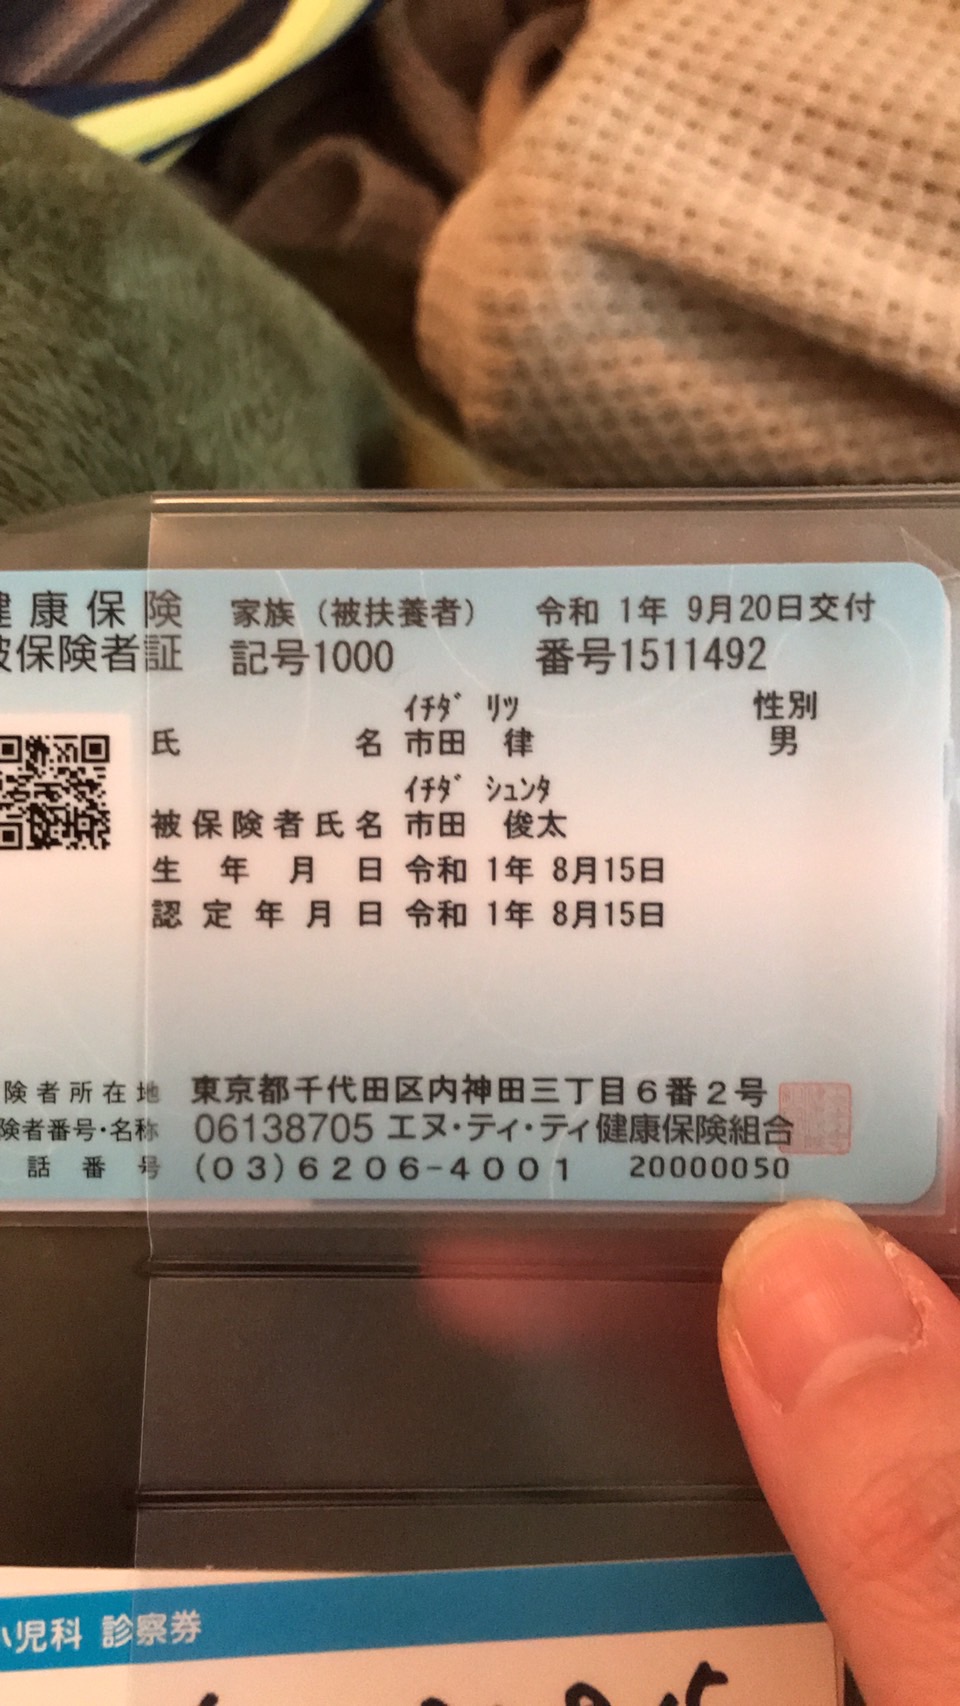 健康保険 家族（被扶養者） 令和 1年 9月20日交付
被保険者証 記号1000 番号1511492
ｲﾁﾀﾞ ﾘﾂ 性別
氏名 市田 律 男
ｲﾁﾀﾞ ｼｭﾝﾀ
被保険者氏名 市田 俊太
生年月日 令和 1年 8月15日
認定年月日 令和 1年 8月15日
険者所在地 東京都千代田区内神田三丁目６番２号
険者番号・名称 06138705 エヌ・ティ・ティ健康保険組合
話番号 (０３)６２０６−４００１ 20000050
小児科 診察券